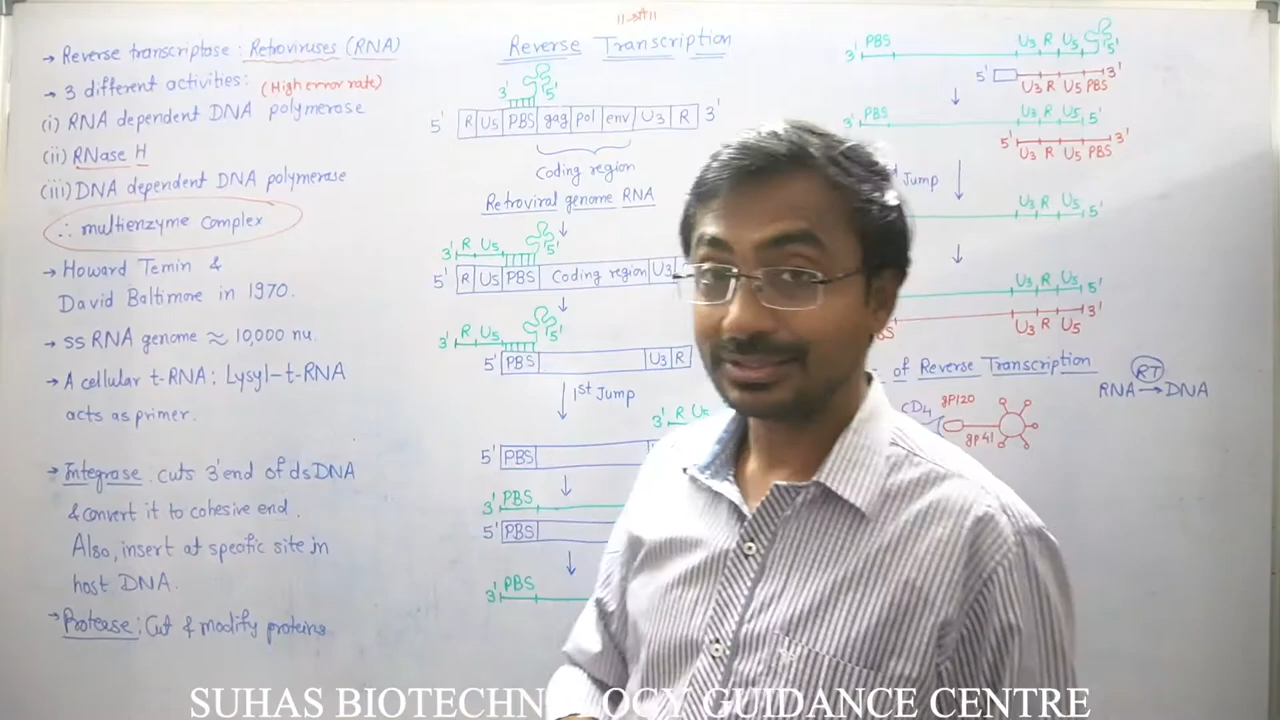 ||श्री||
→ Reverse transcriptase : Retroviruses (RNA)
→ 3 different activities: (High error rate)
(i) RNA dependent DNA polymerase
(ii) RNase H
(iii) DNA dependent DNA polymerase
∴ multienzyme complex
→ Howard Temin &
David Baltimore in 1970.
→ ss RNA genome ≈ 10,000 nu.
→ A cellular t-RNA: Lysyl-t-RNA
acts as primer.
→ Integrase cuts 3' end of dsDNA
& convert it to cohesive end.
Also, insert at specific site in
host DNA.
→ Protease: Cut & modify proteins
Reverse Transcription
3' 5'
5' R U5 PBS gag pol env U3 R 3'
Coding region
Retroviral genome RNA
3' R U5 5'
5' R U5 PBS Coding region U3
3' R U5 5'
5' PBS U3 R
1st Jump
3' R U5
5' PBS
3' PBS
5' PBS
3' PBS
3' PBS U3 R U5 5'
5' U3 R U5 PBS 3'
3' PBS U3 R U5 5'
5' U3 R U5 PBS 3'
Jump
U3 R U5 5'
U3 R U5 5'
U3 R U5 3'
of Reverse Transcription
RT
RNA → DNA
CD4 gp120
gp41
SUHAS BIOTECHN GY GUIDANCE CENTRE